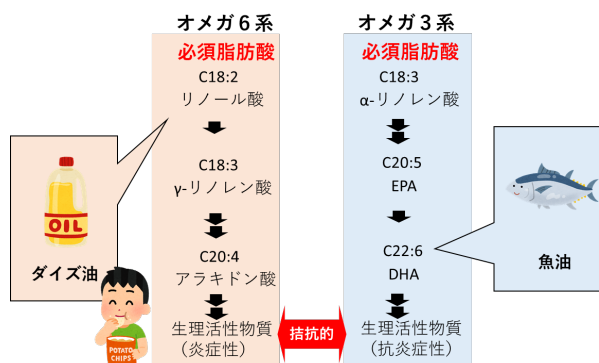 オメガ6系
必須脂肪酸
C18:2
リノール酸
C18:3
γ-リノレン酸
C20:4
アラキドン酸
生理活性物質
(炎症性)
OIL
ダイズ油
POTATO
CHIPS
拮抗的
オメガ3系
必須脂肪酸
C18:3
α-リノレン酸
C20:5
EPA
C22:6
DHA
生理活性物質
(抗炎症性)
魚油